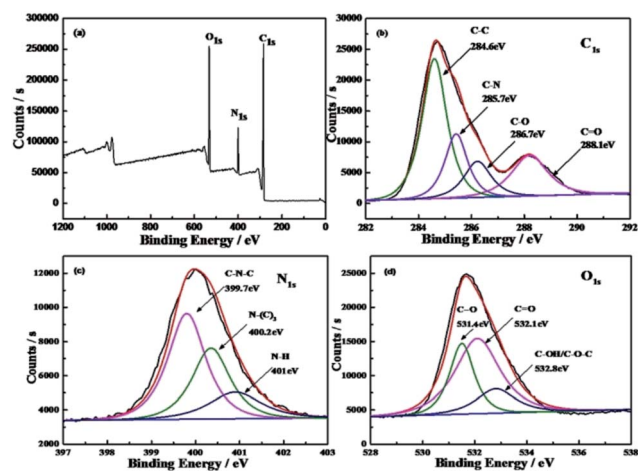 (a)
O1s
C1s
N1s
Counts / s
300000
250000
200000
150000
100000
50000
0
1200 1000 800 600 400 200 0
Binding Energy / eV
(b)
C1s
C-C
284.6eV
C-N
285.7eV
C-O
286.7eV
C=O
288.1eV
Counts / s
30000
25000
20000
15000
10000
5000
0
282 284 286 288 290 292
Binding Energy / eV
(c)
N1s
C-N-C
399.7eV
N-(C)3
400.2eV
N-H
401eV
Counts / s
12000
10000
8000
6000
4000
2000
397 398 399 400 401 402 403
Binding Energy / eV
(d)
O1s
C-O
531.4eV
C=O
532.1eV
C-OH/C-O-C
532.8eV
Counts / s
25000
20000
15000
10000
5000
0
528 530 532 534 536 538
Binding Energy / eV